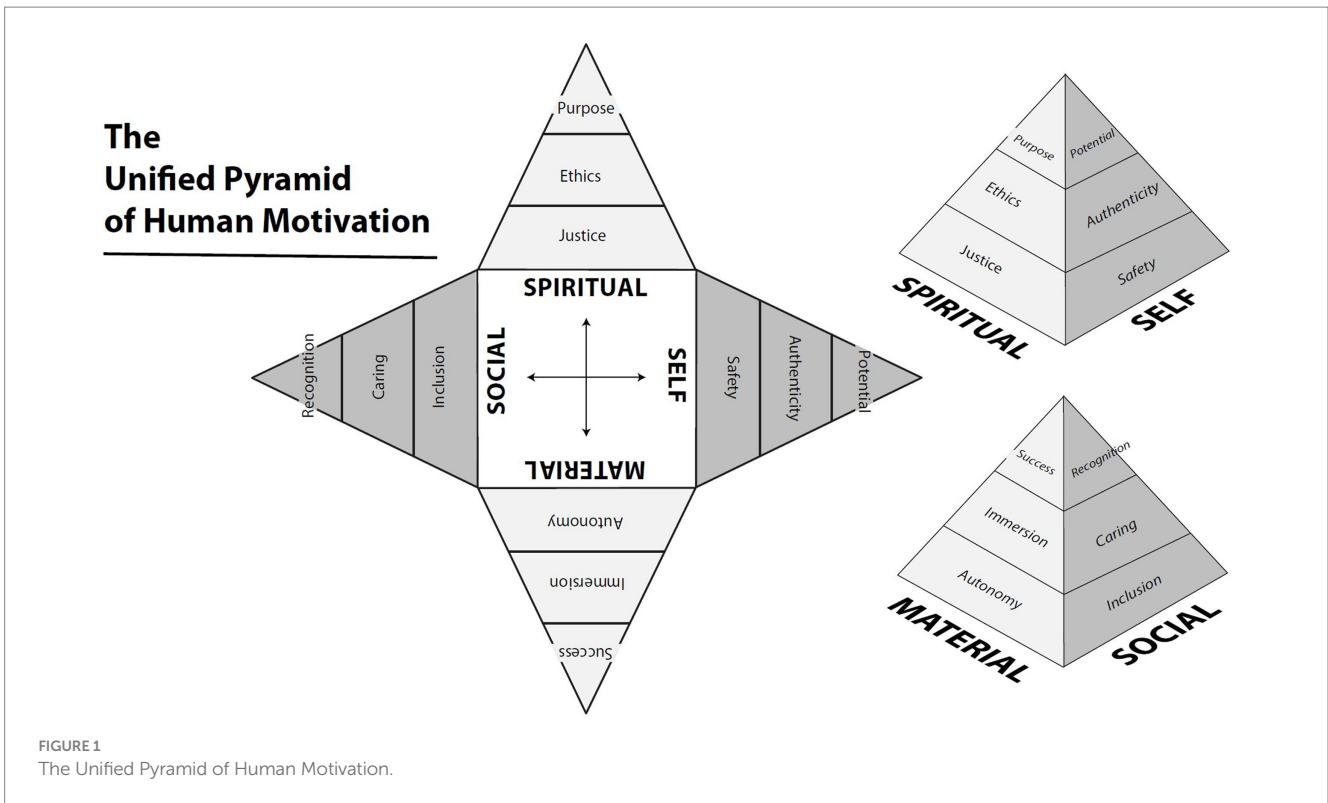 The
Unified Pyramid
of Human Motivation
Purpose
Ethics
Justice
SPIRITUAL
Recognition
Caring
Inclusion
SOCIAL
SELF
Safety
Authenticity
Potential
MATERIAL
Autonomy
Immersion
Success
Purpose
Potential
Ethics
Authenticity
Justice
Safety
SPIRITUAL
SELF
Success
Recognition
Immersion
Caring
Autonomy
Inclusion
MATERIAL
SOCIAL
FIGURE 1
The Unified Pyramid of Human Motivation.